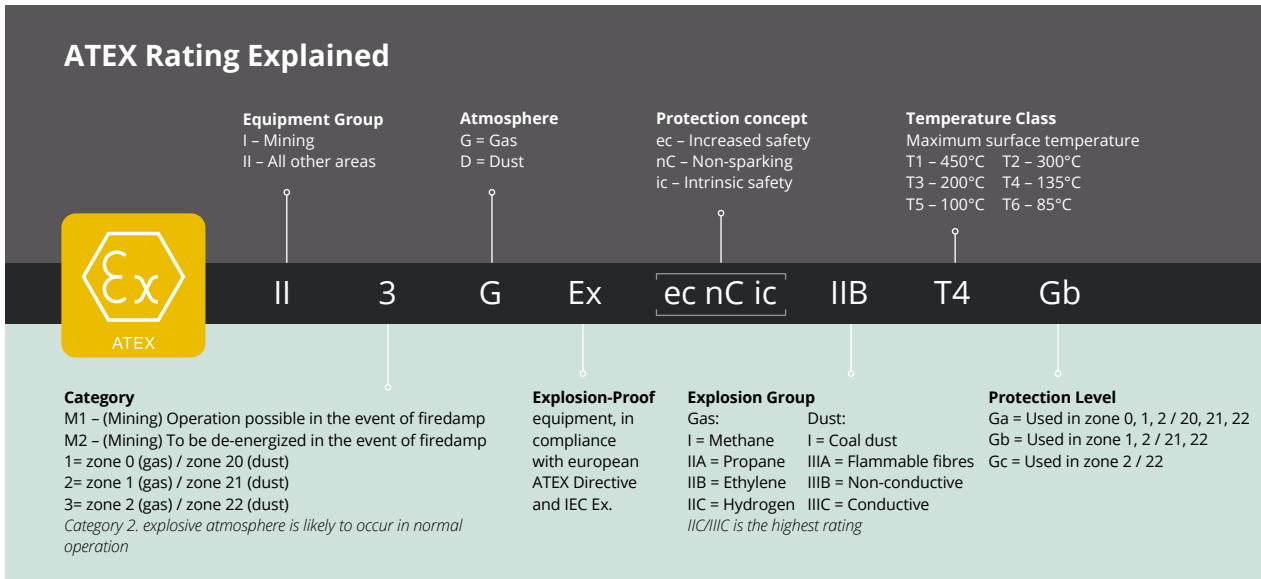 ATEX Rating Explained
Equipment Group
I – Mining
II – All other areas
Atmosphere
G = Gas
D = Dust
Protection concept
ec – Increased safety
nC – Non-sparking
ic – Intrinsic safety
Temperature Class
Maximum surface temperature
T1 – 450°C T2 – 300°C
T3 – 200°C T4 – 135°C
T5 – 100°C T6 – 85°C
Ex
ATEX
II 3 G Ex ec nC ic IIB T4 Gb
Category
M1 – (Mining) Operation possible in the event of firedamp
M2 – (Mining) To be de-energized in the event of firedamp
1= zone 0 (gas) / zone 20 (dust)
2= zone 1 (gas) / zone 21 (dust)
3= zone 2 (gas) / zone 22 (dust)
Category 2. explosive atmosphere is likely to occur in normal
operation
Explosion-Proof
equipment, in
compliance
with european
ATEX Directive
and IEC Ex.
Explosion Group
Gas: Dust:
I = Methane I = Coal dust
IIA = Propane IIIA = Flammable fibres
IIB = Ethylene IIIB = Non-conductive
IIC = Hydrogen IIIC = Conductive
IIC/IIIC is the highest rating
Protection Level
Ga = Used in zone 0, 1, 2 / 20, 21, 22
Gb = Used in zone 1, 2 / 21, 22
Gc = Used in zone 2 / 22